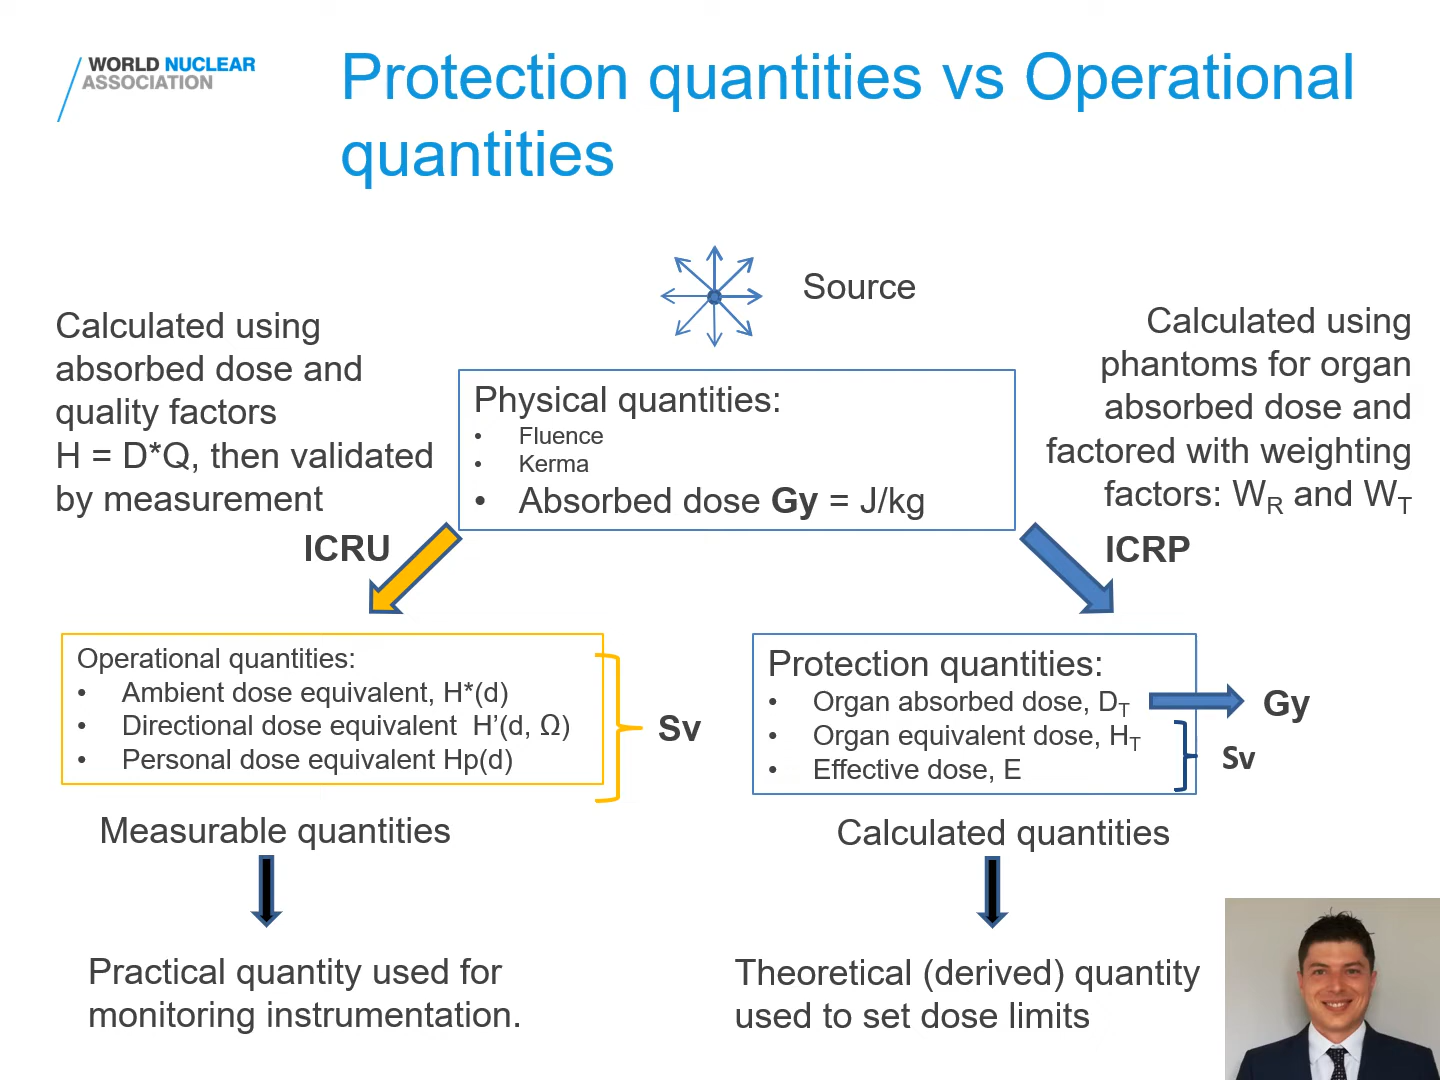 WORLD NUCLEAR
ASSOCIATION
Protection quantities vs Operational
quantities
Source
Calculated using
absorbed dose and
quality factors
H = D*Q, then validated
by measurement
ICRU
Physical quantities:
• Fluence
• Kerma
• Absorbed dose Gy = J/kg
Calculated using
phantoms for organ
absorbed dose and
factored with weighting
factors: WR and WT
ICRP
Operational quantities:
• Ambient dose equivalent, H*(d)
• Directional dose equivalent H’(d, Ω)
• Personal dose equivalent Hp(d)
Sv
Protection quantities:
• Organ absorbed dose, DT
• Organ equivalent dose, HT
• Effective dose, E
Gy
Sv
Measurable quantities
Calculated quantities
Practical quantity used for
monitoring instrumentation.
Theoretical (derived) quantity
used to set dose limits